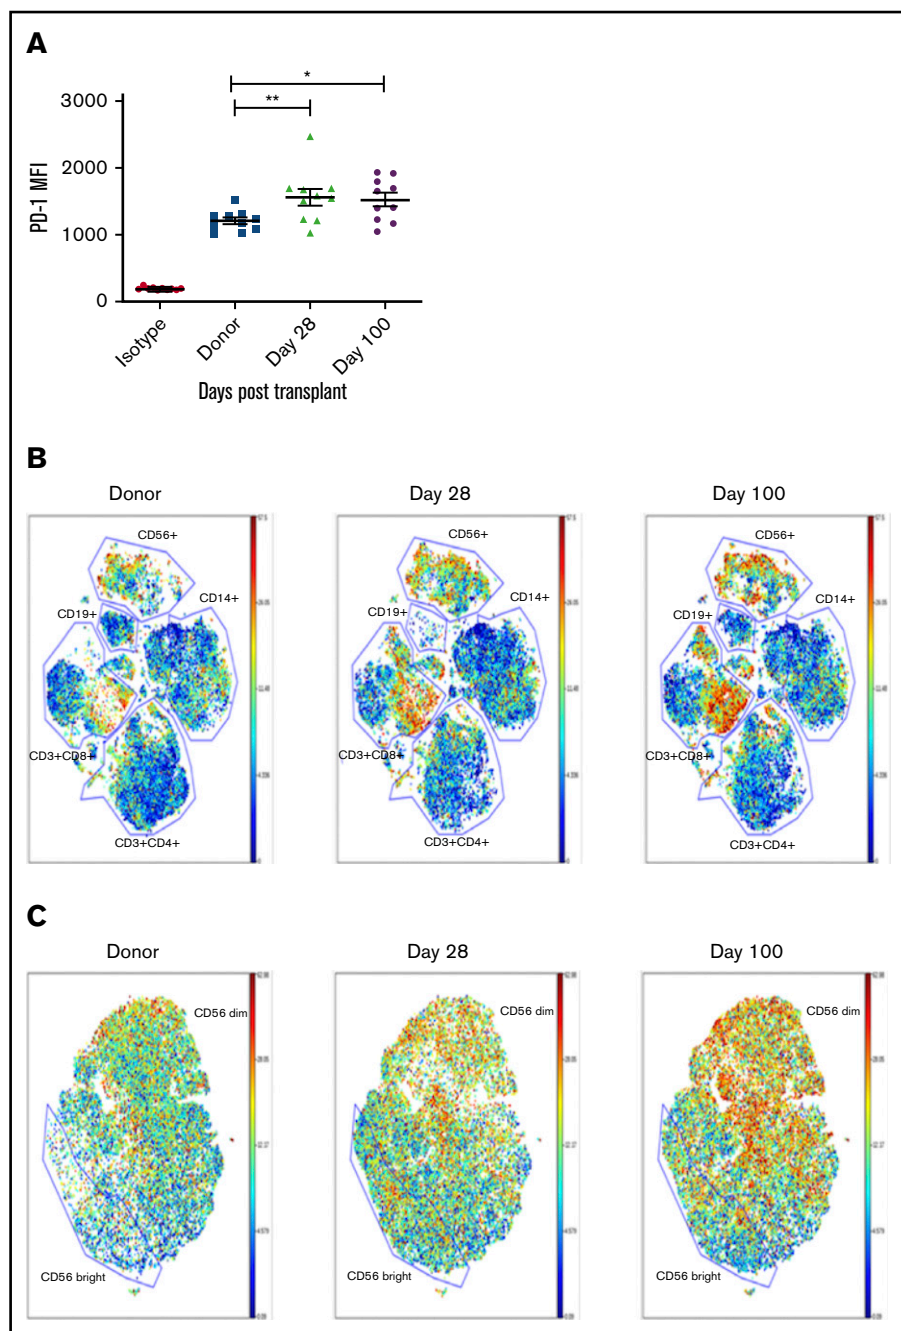 A
*
**
3000
2000
1000
0
PD-1 MFI
Isotype
Donor
Day 28
Day 100
Days post transplant
B
Donor
Day 28
Day 100
CD56+
CD19+
CD14+
CD3+CD8+
CD3+CD4+
CD56+
CD19+
CD14+
CD3+CD8+
CD3+CD4+
CD56+
CD19+
CD14+
CD3+CD8+
CD3+CD4+
C
Donor
Day 28
Day 100
CD56 dim
CD56 bright
CD56 dim
CD56 bright
CD56 dim
CD56 bright